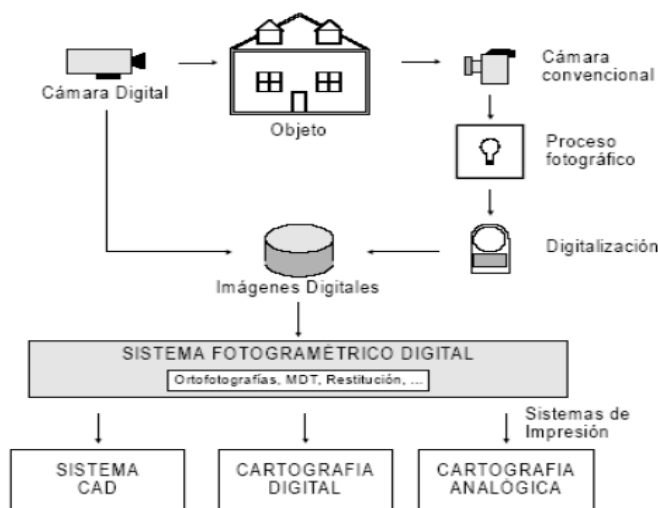 Cámara Digital
Objeto
Cámara
convencional
Proceso
fotográfico
Digitalización
Imágenes Digitales
SISTEMA FOTOGRAMÉTRICO DIGITAL
Ortofotografías, MDT, Restitución, ...
Sistemas de
Impresión
SISTEMA
CAD
CARTOGRAFIA
DIGITAL
CARTOGRAFIA
ANALÓGICA